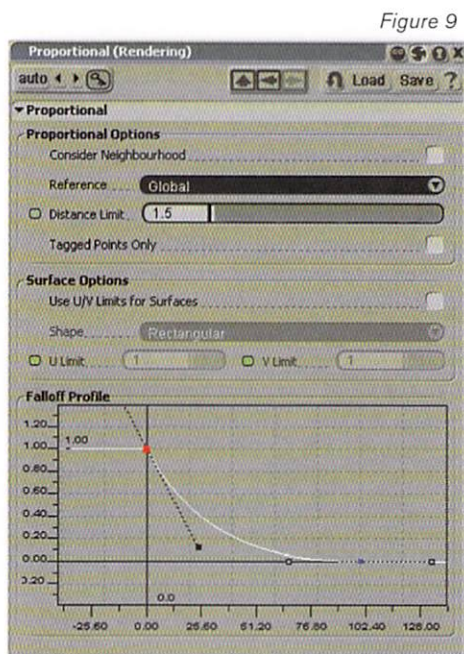 Figure 9
Proportional (Rendering)
auto
Load Save ?
Proportional
Proportional Options
Consider Neighbourhood
Reference Global
Distance Limit 1.5
Tagged Points Only
Surface Options
Use U/V Limits for Surfaces
Shape Rectangular
U Limit 1 V Limit 1
Falloff Profile
1.20
1.00 1.00
0.80
0.60
0.40
0.20
0.00
0.20
0.0
-25.60 0.00 25.60 51.20 76.80 102.40 128.00